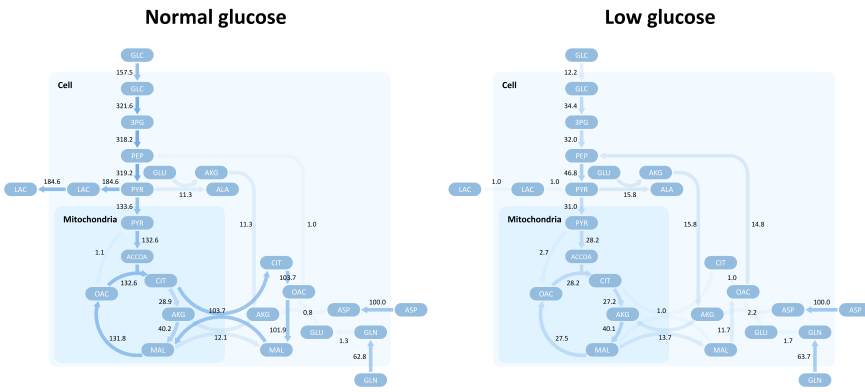 Normal glucose
GLC
157.5
Cell
GLC
321.6
3PG
318.2
PEP
319.2
GLU
AKG
LAC
184.6
LAC
184.6
PYR
11.3
ALA
133.6
Mitochondria
PYR
11.3
1.0
132.6
1.1
ACCOA
132.6
CIT
CIT
103.7
OAC
28.9
OAC
AKG
103.7
AKG
0.8
ASP
100.0
ASP
40.2
101.9
131.8
12.1
GLU
1.3
GLN
MAL
MAL
62.8
GLN
Low glucose
GLC
12.2
Cell
GLC
34.4
3PG
32.0
PEP
46.8
GLU
AKG
LAC
1.0
LAC
1.0
PYR
15.8
ALA
31.0
Mitochondria
PYR
15.8
14.8
28.2
2.7
ACCOA
28.2
CIT
CIT
1.0
OAC
27.2
OAC
AKG
1.0
AKG
2.2
ASP
100.0
ASP
40.1
11.7
27.5
13.7
GLU
1.7
GLN
MAL
MAL
63.7
GLN